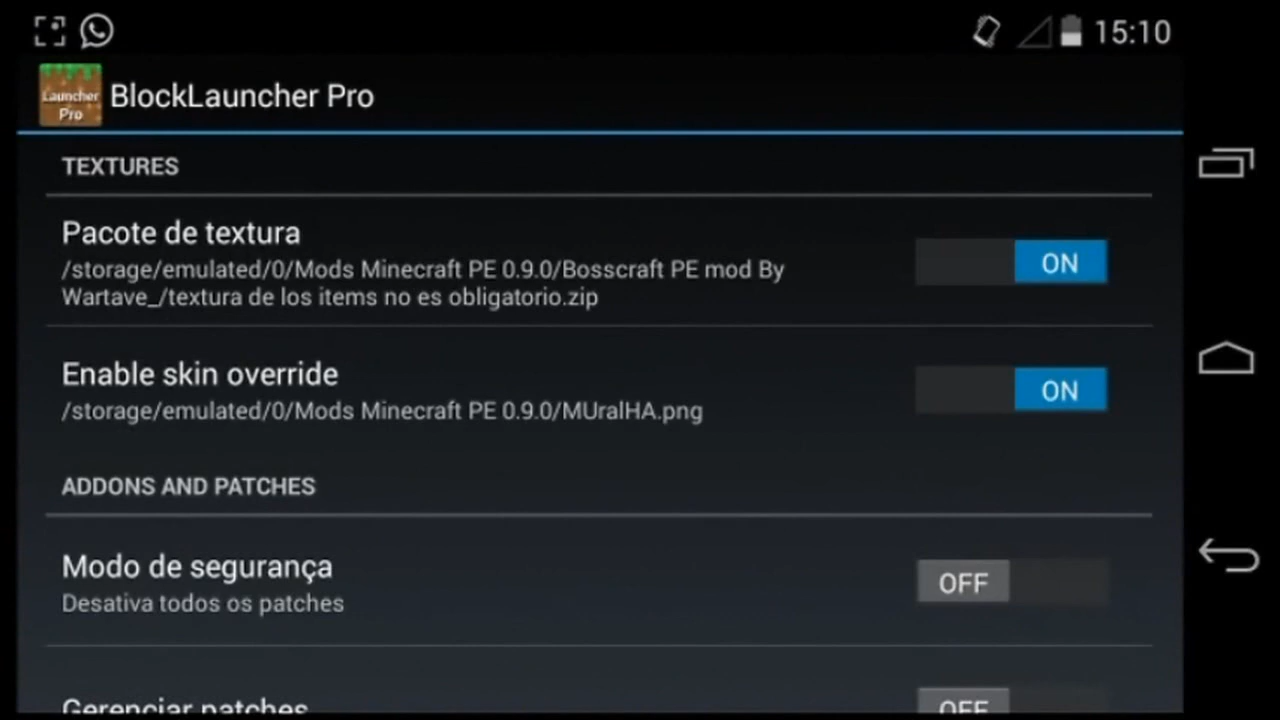 15:10
Launcher
Pro
BlockLauncher Pro
TEXTURES
Pacote de textura
/storage/emulated/0/Mods Minecraft PE 0.9.0/Bosscraft PE mod By
Wartave_/textura de los items no es obligatorio.zip
ON
Enable skin override
/storage/emulated/0/Mods Minecraft PE 0.9.0/MUralHA.png
ON
ADDONS AND PATCHES
Modo de segurança
Desativa todos os patches
OFF
Gerenciar patches
OFF